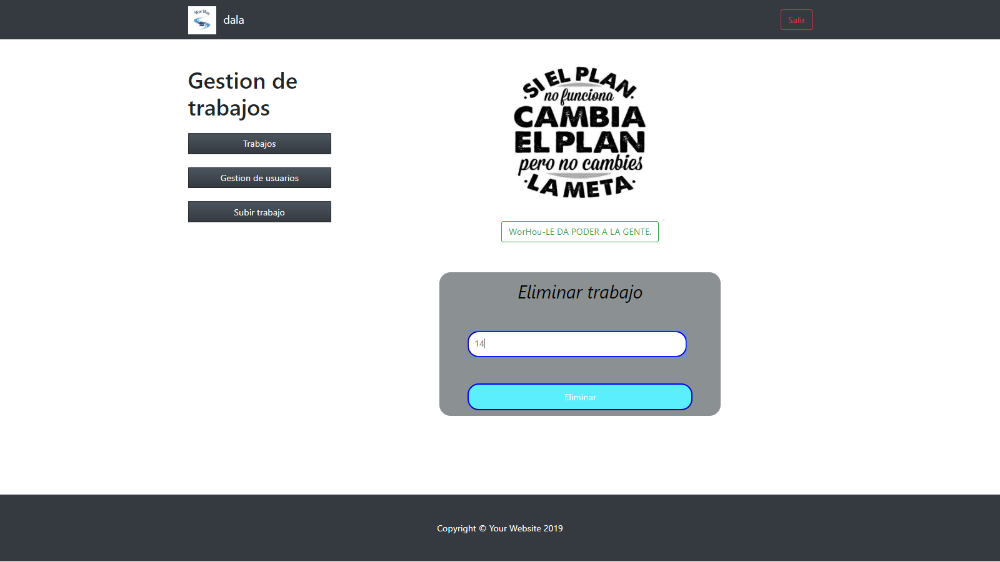 WorHou
dala
Salir
Gestion de
trabajos
Trabajos
Gestion de usuarios
Subir trabajo
SI EL PLAN
no funciona
CAMBIA
EL PLAN
pero no cambies
LA META
WorHou-LE DA PODER A LA GENTE.
Eliminar trabajo
14
Eliminar
Copyright © Your Website 2019